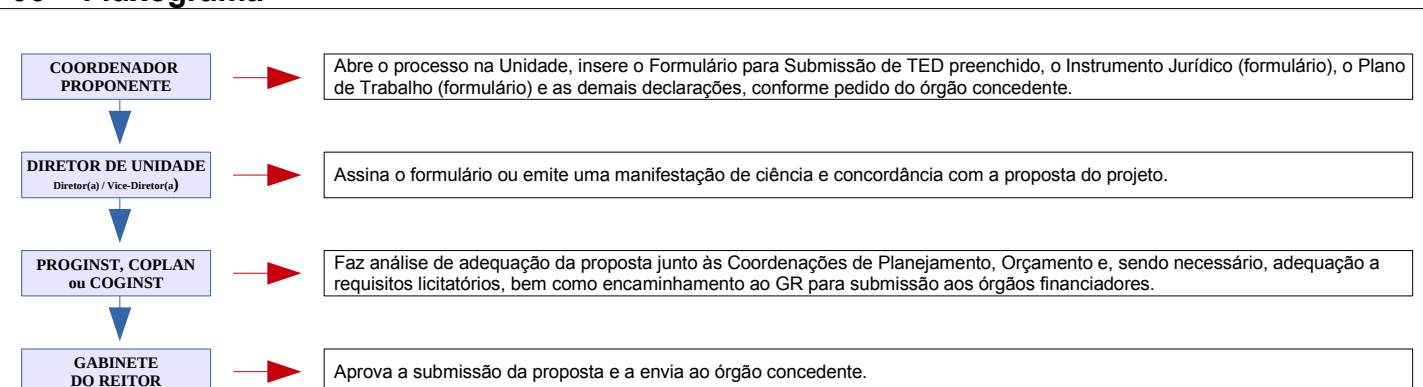 COORDENADOR
PROPONENTE
Abre o processo na Unidade, insere o Formulário para Submissão de TED preenchido, o Instrumento Jurídico (formulário), o Plano
de Trabalho (formulário) e as demais declarações, conforme pedido do órgão concedente.
DIRETOR DE UNIDADE
Diretor(a) / Vice-Diretor(a)
Assina o formulário ou emite uma manifestação de ciência e concordância com a proposta do projeto.
PROGINST, COPLAN
ou COGINST
Faz análise de adequação da proposta junto às Coordenações de Planejamento, Orçamento e, sendo necessário, adequação a
requisitos licitatórios, bem como encaminhamento ao GR para submissão aos órgãos financiadores.
GABINETE
DO REITOR
Aprova a submissão da proposta e a envia ao órgão concedente.